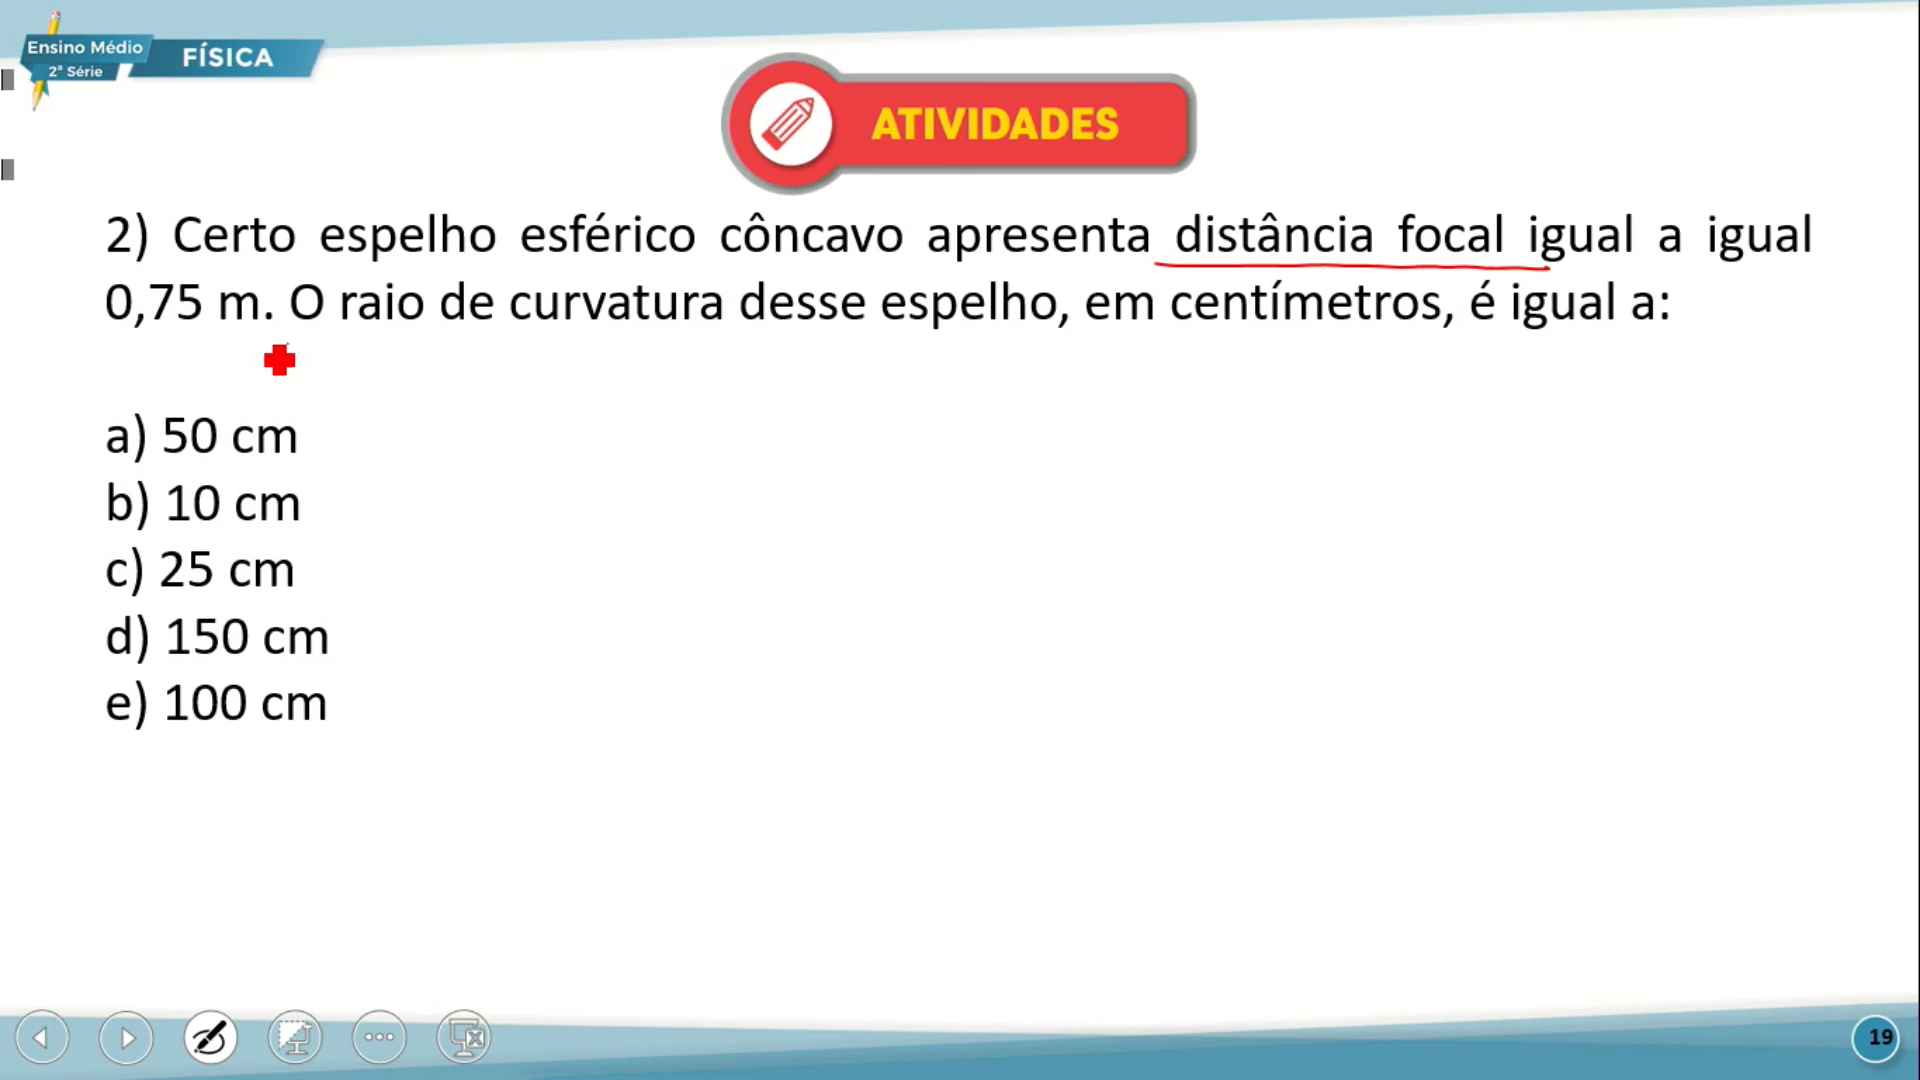 Ensino Médio
2ª Série
FÍSICA
ATIVIDADES
2) Certo espelho esférico côncavo apresenta distância focal igual a igual
0,75 m. O raio de curvatura desse espelho, em centímetros, é igual a:
a) 50 cm
b) 10 cm
c) 25 cm
d) 150 cm
e) 100 cm
19